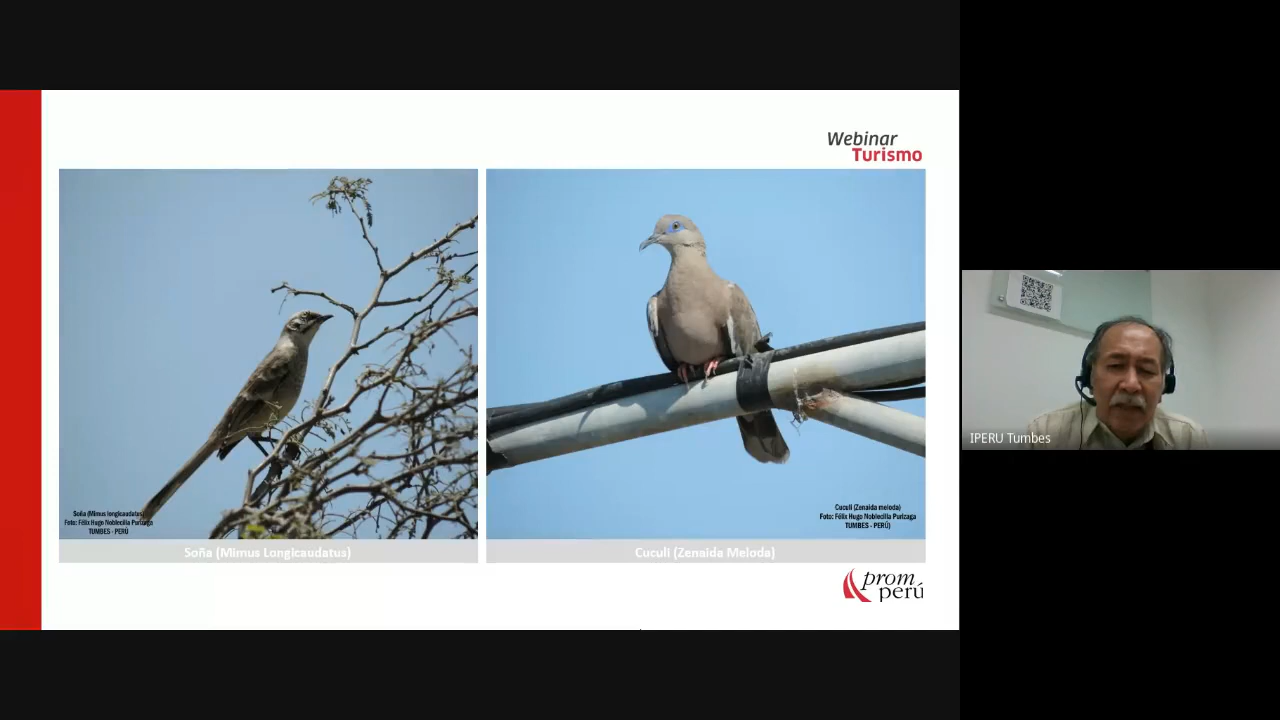 Webinar
Turismo
Soña (Mimus longicaudatus)
Foto: Félix Hugo Noblecilla Purizaga
TUMBES - PERÚ
Cuculí (Zenaida meloda)
Foto: Félix Hugo Noblecilla Purizaga
TUMBES - PERÚ)
Soña (Mimus Longicaudatus)
Cuculí (Zenaida Meloda)
prom
perú
IPERU Tumbes